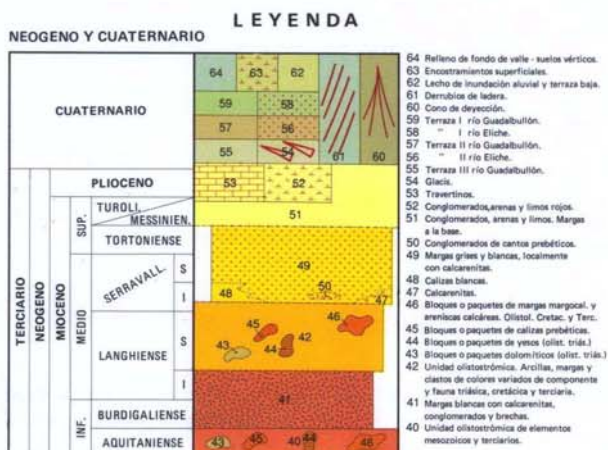 LEYENDA
NEOGENO Y CUATERNARIO
CUATERNARIO
TERCIARIO
NEOGENO
MIOCENO
PLIOCENO
SUP.
TUROLI.
MESSINIEN.
TORTONIENSE
MEDIO
SERRAVALL.
S
I
LANGHIENSE
S
I
INF.
BURDIGALIENSE
AQUITANIENSE
64 63 62
59 58
57 56
55 54 61 60
53 52
51
49
48 50 47
45 42 46
43 44
41
43 45 40 44 46
64 Relleno de fondo de valle - suelos vérticos.
63 Encostramientos superficiales.
62 Lecho de inundación aluvial y terraza baja.
61 Derrubios de ladera.
60 Cono de deyección.
59 Terraza I río Guadalbullón.
58 " I río Eliche.
57 Terraza II río Guadalbullón.
56 " II río Eliche.
55 Terraza III río Guadalbullón.
54 Glacis.
53 Travertinos.
52 Conglomerados,arenas y limos rojos.
51 Conglomerados, arenas y limos. Margas
a la base.
50 Conglomerados de cantos prebéticos.
49 Margas grises y blancas, localmente
con calcarenitas.
48 Calizas blancas.
47 Calcarenitas.
46 Bloques o paquetes de margas margocal. y
areniscas calcáreas. Olistol. Cretac. y Terc.
45 Bloques o paquetes de calizas prebéticas.
44 Bloques o paquetes de yesos (olist. triás.)
43 Bloques o paquetes dolomíticos (olist. triás.)
42 Unidad olistostrómica. Arcillas, margas y
clastos de colores variados de componente
y fauna triásica, cretácica y terciaria.
41 Margas blancas con calcarenitas,
conglomerados y brechas.
40 Unidad olistostrómica de elementos
mesozoicos y terciarios.